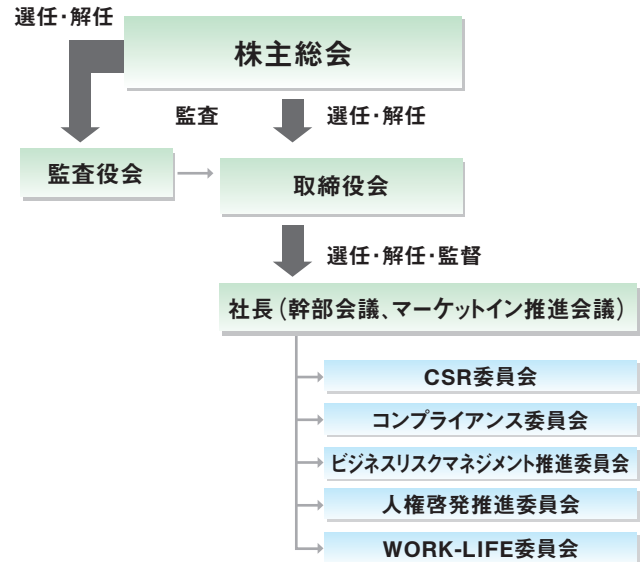 選任・解任
株主総会
監査
選任・解任
監査役会
取締役会
選任・解任・監督
社長（幹部会議、マーケットイン推進会議）
CSR委員会
コンプライアンス委員会
ビジネスリスクマネジメント推進委員会
人権啓発推進委員会
WORK-LIFE委員会